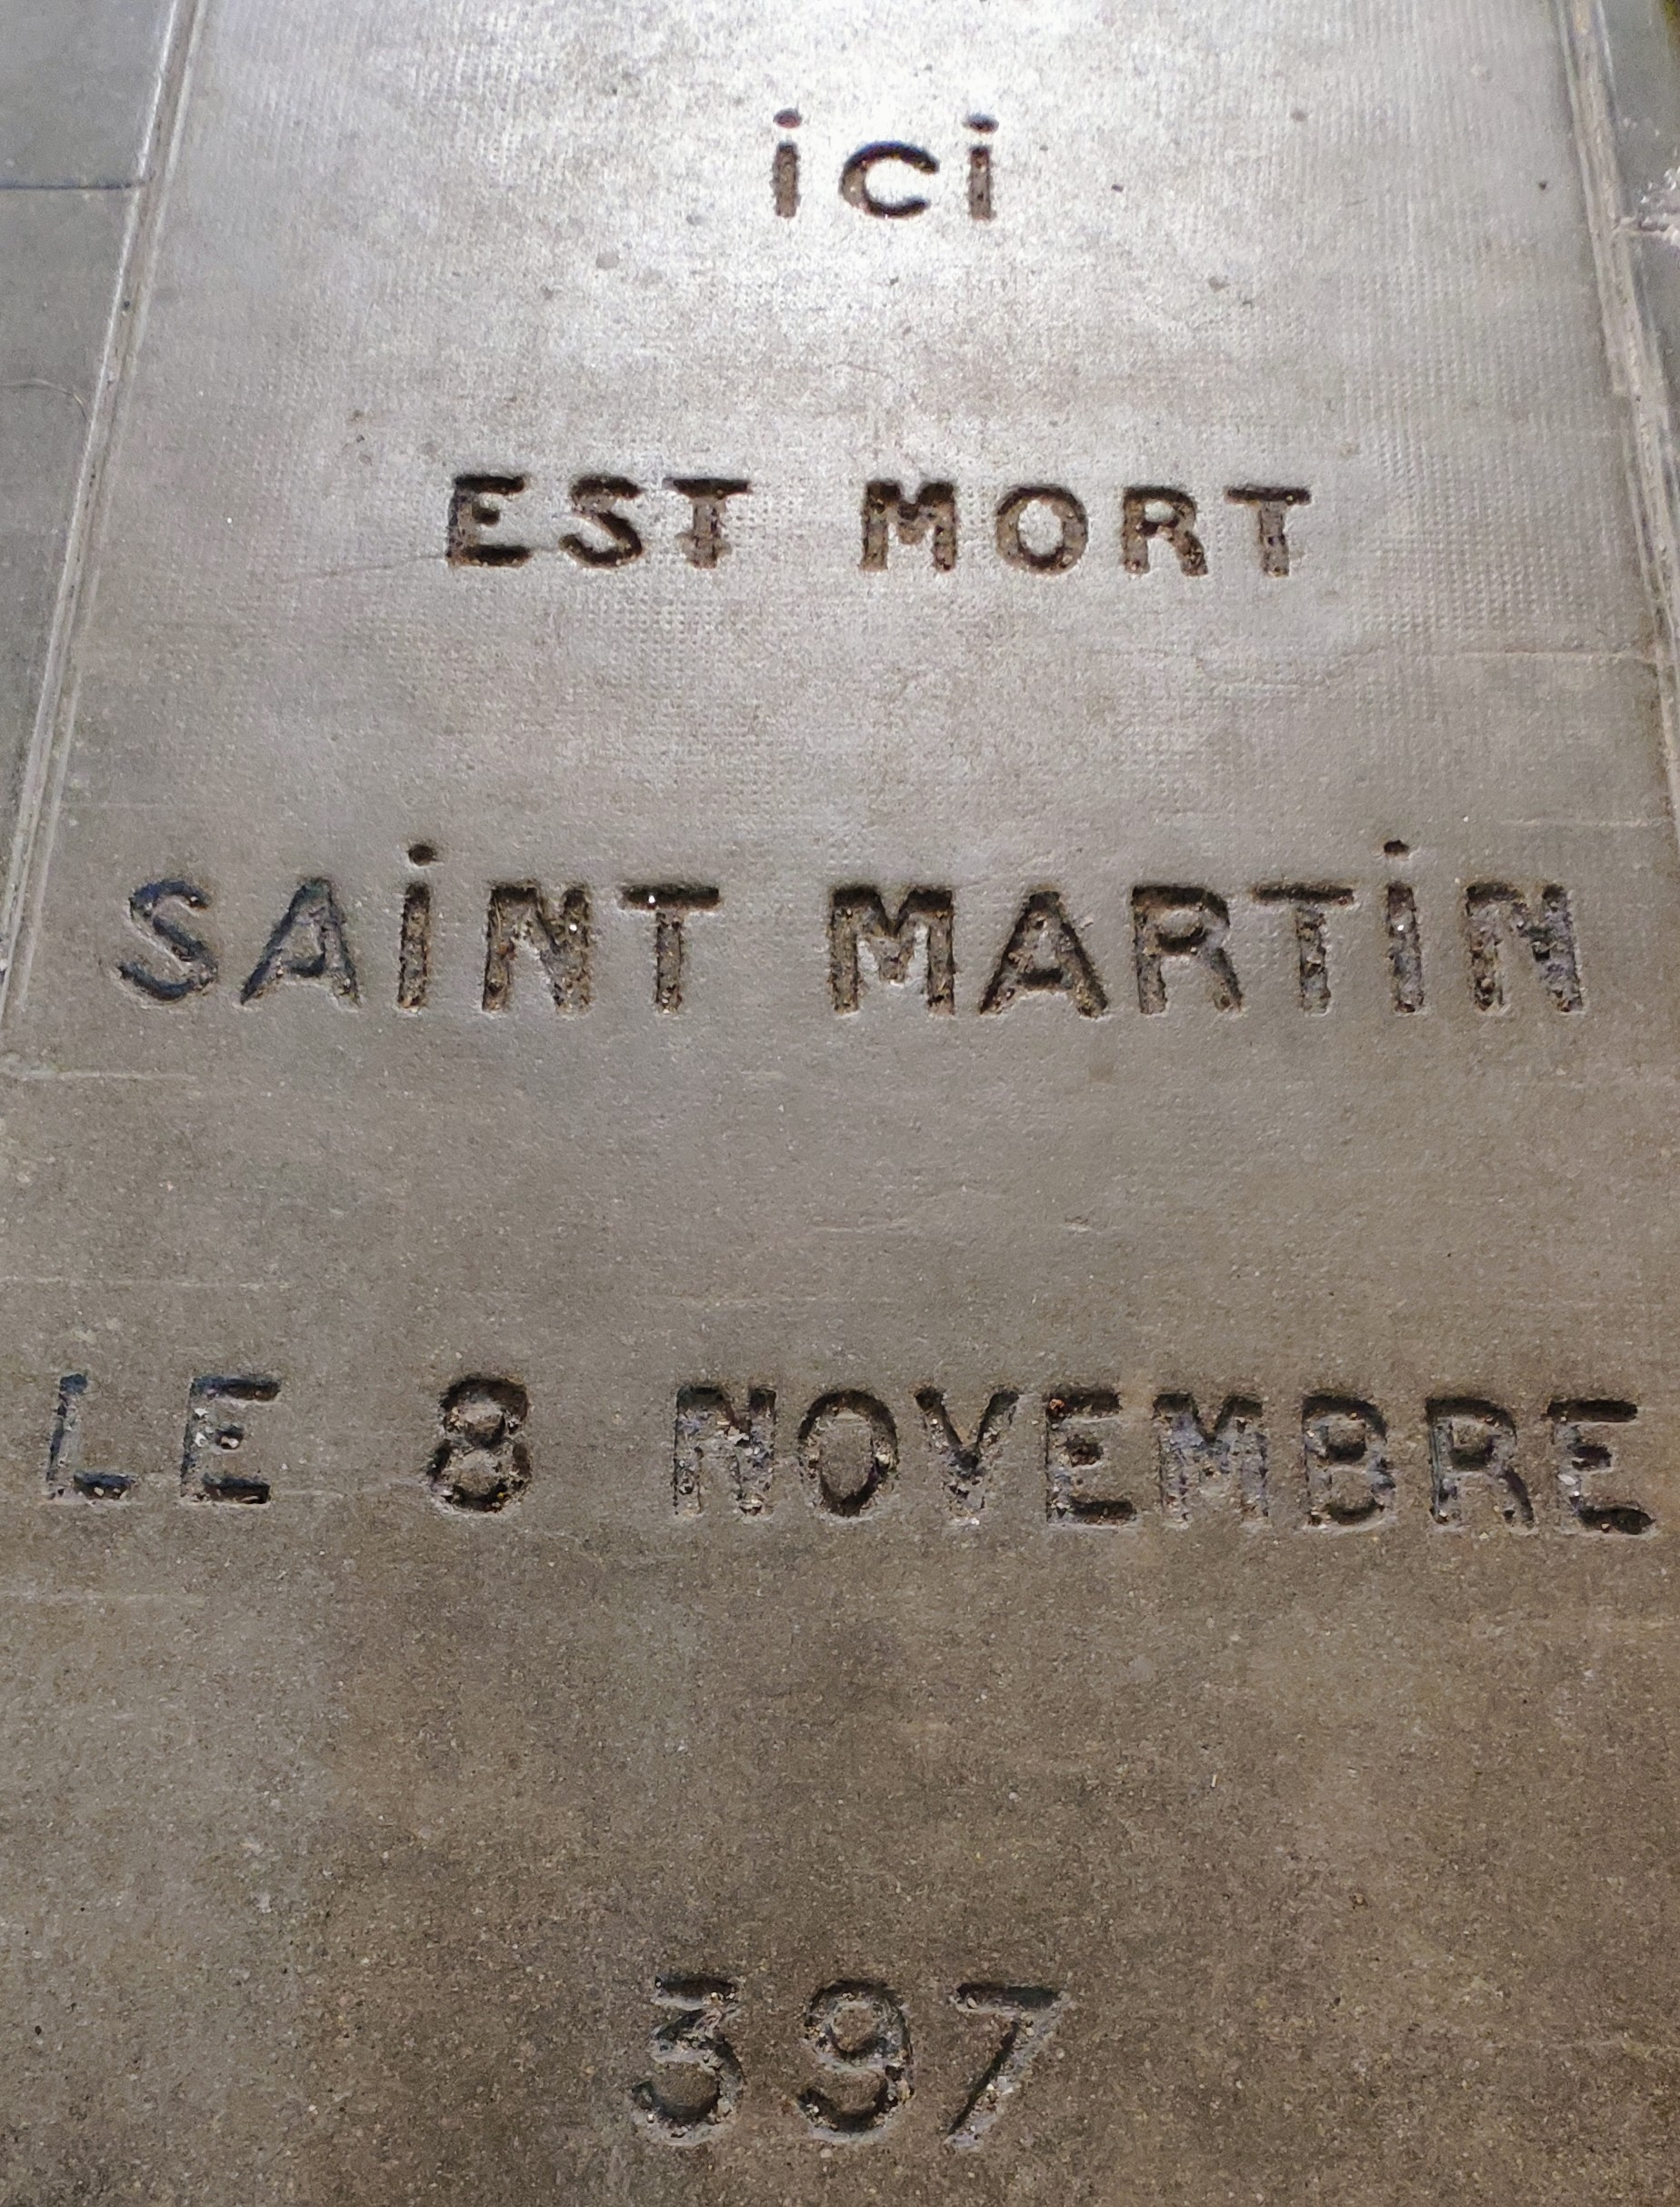 ici
EST MORT
SAiNT MARTiN
LE 8 NOVEMBRE
397